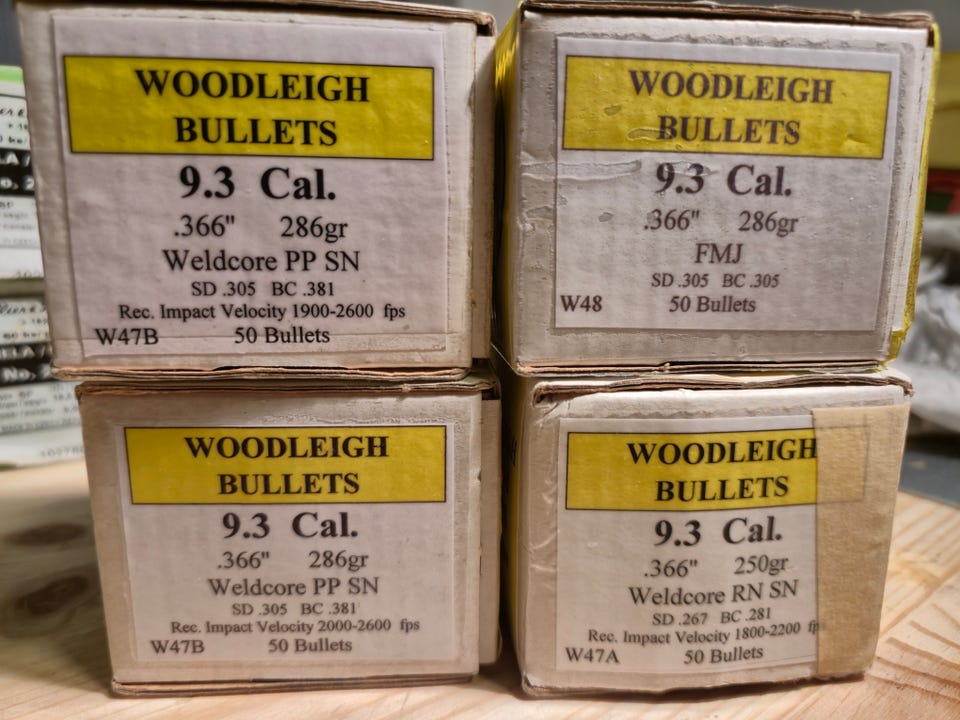 WOODLEIGH
BULLETS
9.3 Cal.
.366" 286gr
Weldcore PP SN
SD .305 BC .381
Rec. Impact Velocity 1900-2600 fps
W47B 50 Bullets
WOODLEIGH
BULLETS
9.3 Cal.
.366" 286gr
FMJ
SD .305 BC .305
W48 50 Bullets
WOODLEIGH
BULLETS
9.3 Cal.
.366" 286gr
Weldcore PP SN
SD .305 BC .381
Rec. Impact Velocity 2000-2600 fps
W47B 50 Bullets
WOODLEIGH
BULLETS
9.3 Cal.
.366" 250gr
Weldcore RN SN
SD .267 BC .281
Rec. Impact Velocity 1800-2200 fp
W47A 50 Bullets